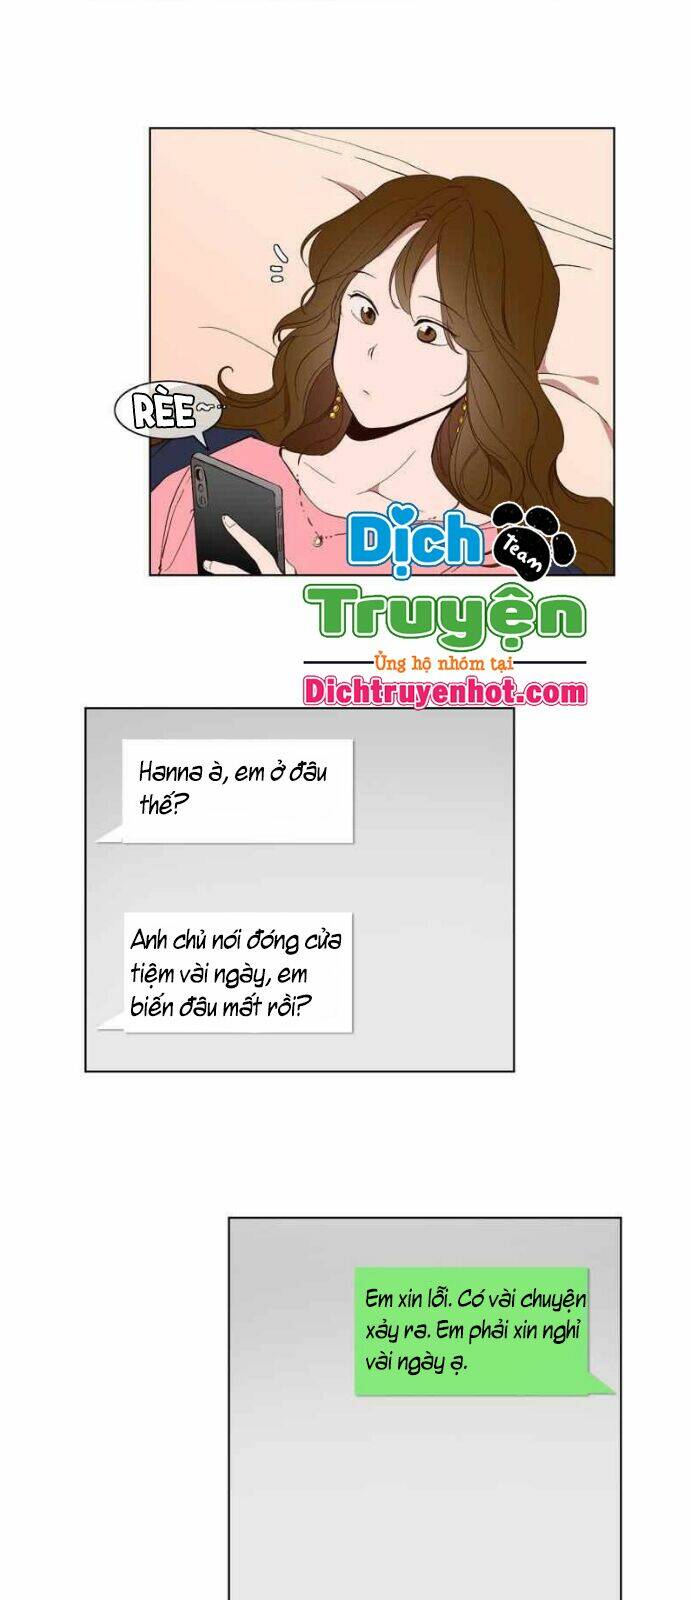 RÈE~...
Dịch
Team
Truyện
Ủng hộ nhóm tại
Dichtruyenhot.com
Hanna à, em ở đâu
thế?
Anh chủ nói đóng cửa
tiệm vài ngày, em
biến đâu mất rồi?
Em xin lỗi. Có vài chuyện
xảy ra. Em phải xin nghỉ
vài ngày ạ.